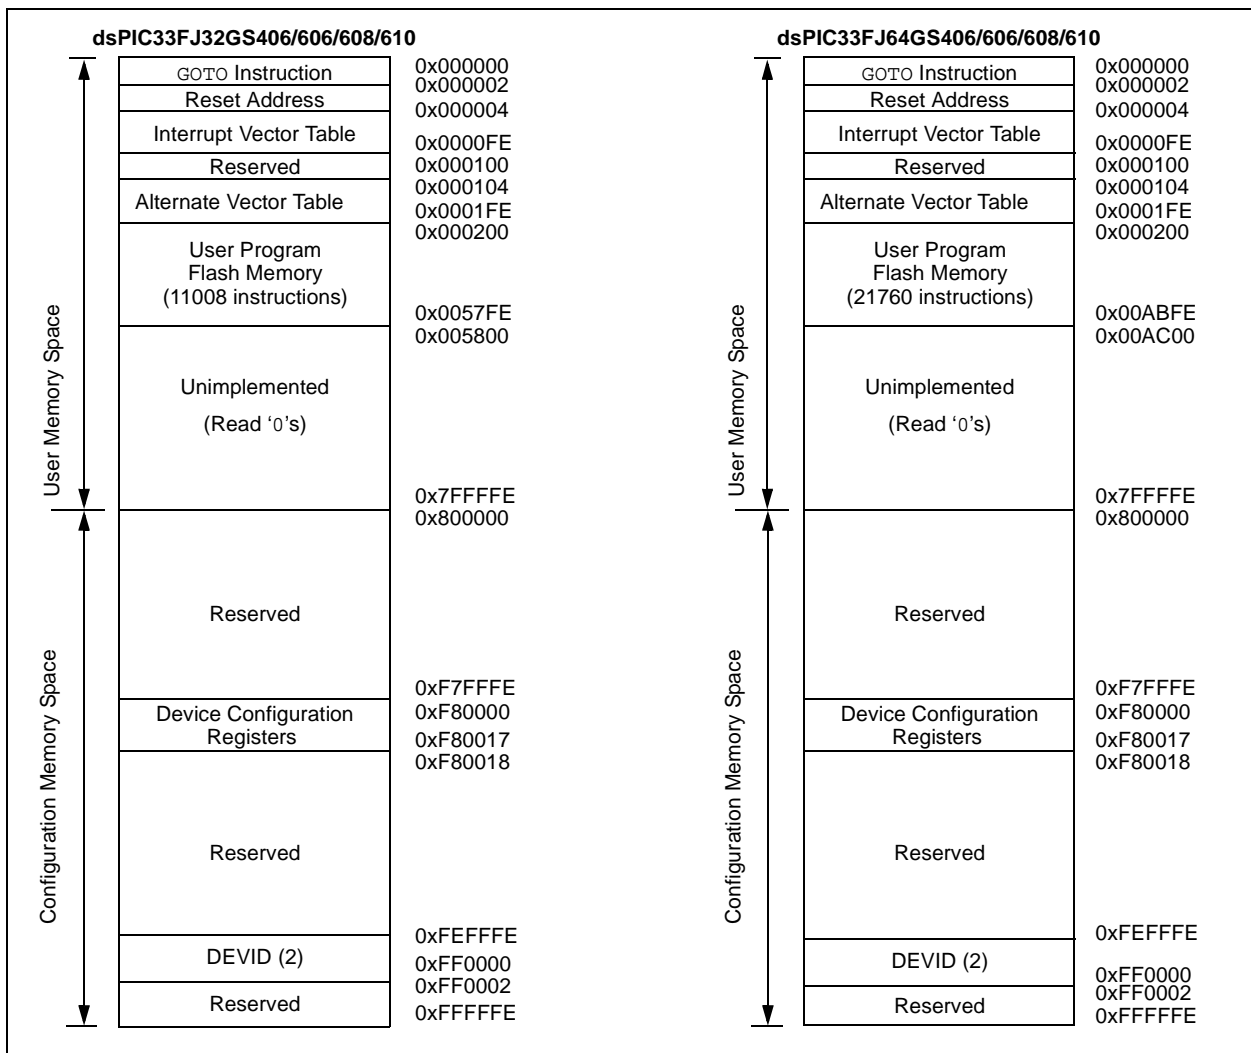 dsPIC33FJ32GS406/606/608/610
GOTO Instruction
0x000000
0x000002
Reset Address
0x000004
Interrupt Vector Table
0x0000FE
Reserved
0x000100
0x000104
Alternate Vector Table
0x0001FE
0x000200
User Program
Flash Memory
(11008 instructions)
0x0057FE
0x005800
Unimplemented
(Read ‘0’s)
User Memory Space
0x7FFFFE
0x800000
Reserved
0xF7FFFE
Device Configuration
Registers
0xF80000
0xF80017
0xF80018
Configuration Memory Space
Reserved
0xFEFFFE
DEVID (2)
0xFF0000
0xFF0002
Reserved
0xFFFFFE
dsPIC33FJ64GS406/606/608/610
GOTO Instruction
0x000000
0x000002
Reset Address
0x000004
Interrupt Vector Table
0x0000FE
Reserved
0x000100
0x000104
Alternate Vector Table
0x0001FE
0x000200
User Program
Flash Memory
(21760 instructions)
0x00ABFE
0x00AC00
Unimplemented
(Read ‘0’s)
User Memory Space
0x7FFFFE
0x800000
Reserved
0xF7FFFE
Device Configuration
Registers
0xF80000
0xF80017
0xF80018
Configuration Memory Space
Reserved
0xFEFFFE
DEVID (2)
0xFF0000
0xFF0002
Reserved
0xFFFFFE